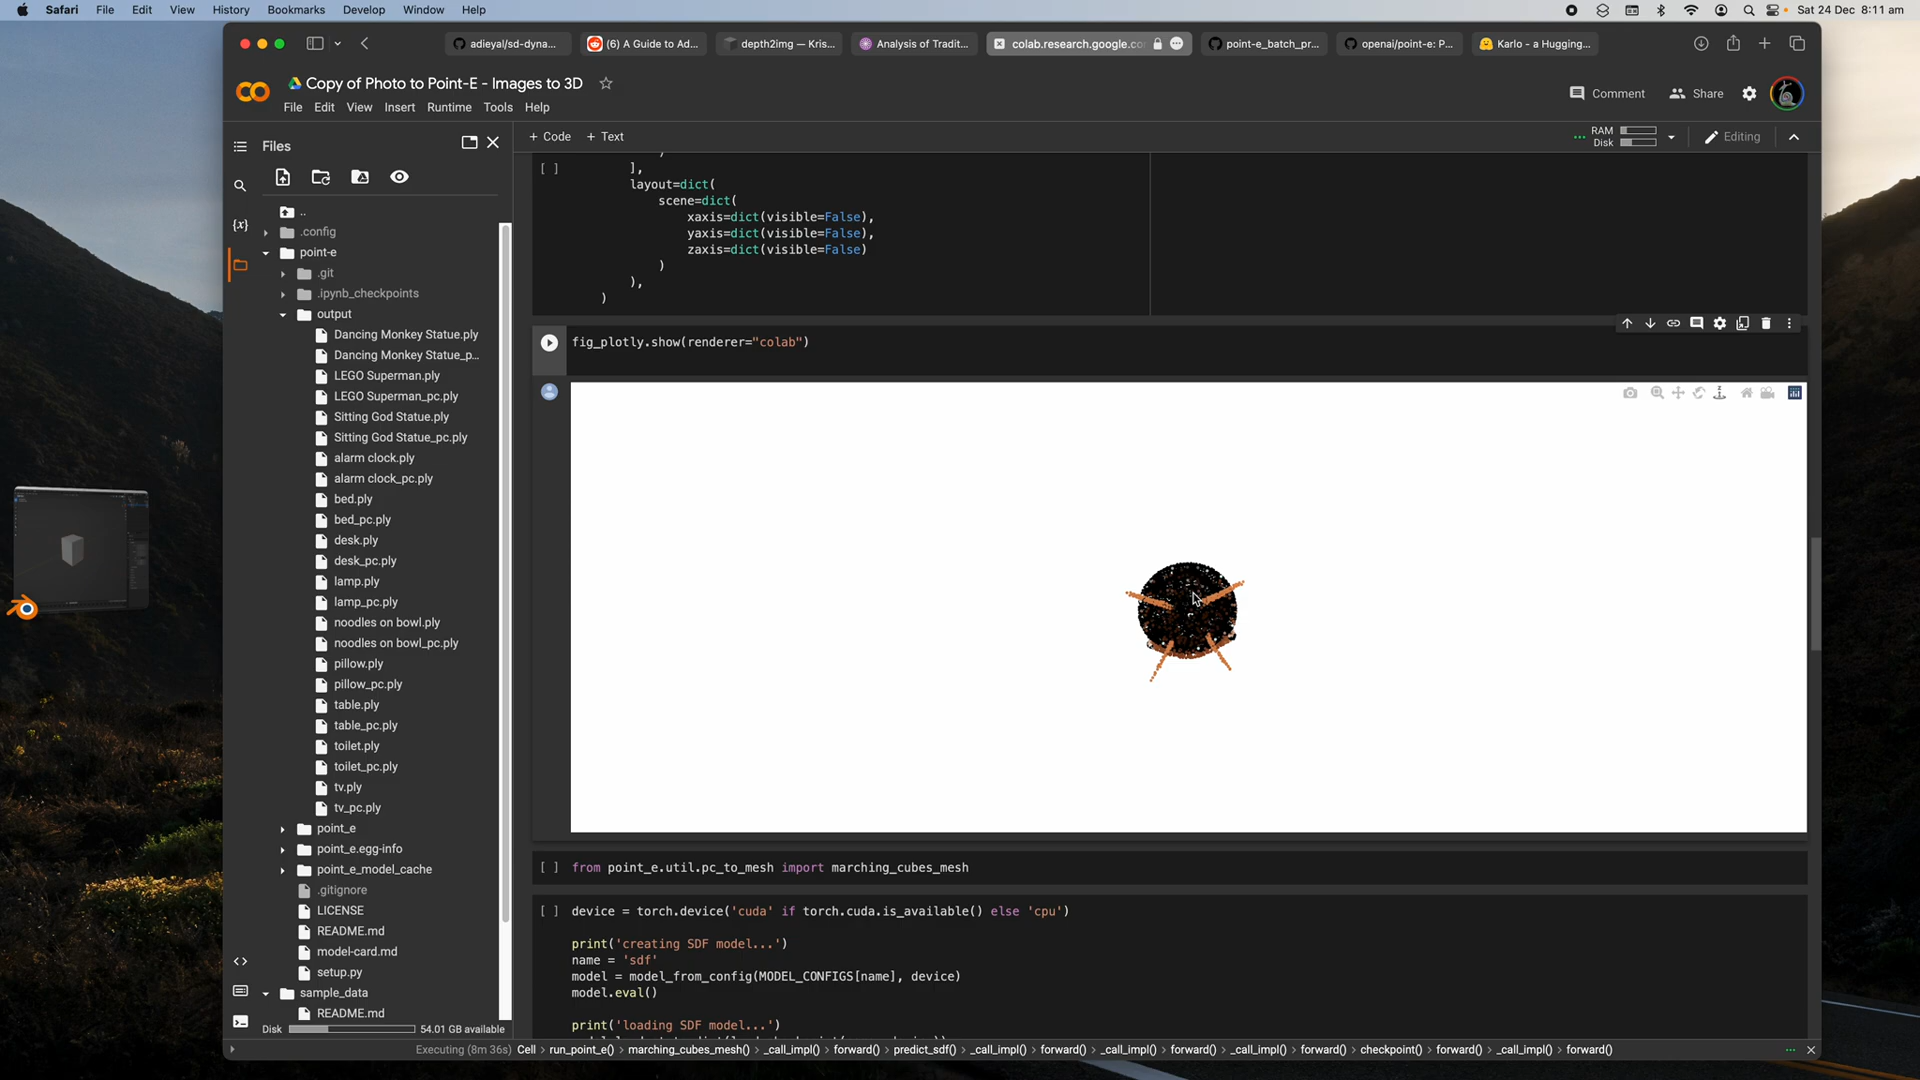 Safari File Edit View History Bookmarks Develop Window Help
Sat 24 Dec 8:11 am
adieyal/sd-dyna...
(6) A Guide to Ad...
depth2img — Kris...
Analysis of Tradit...
colab.research.google.co
point-e_batch_pr...
openai/point-e: P...
Karlo - a Hugging...
Copy of Photo to Point-E - Images to 3D
File Edit View Insert Runtime Tools Help
Comment
Share
Files
+ Code + Text
RAM
Disk
Editing
..
.config
point-e
.git
.ipynb_checkpoints
output
Dancing Monkey Statue.ply
Dancing Monkey Statue_p...
LEGO Superman.ply
LEGO Superman_pc.ply
Sitting God Statue.ply
Sitting God Statue_pc.ply
alarm clock.ply
alarm clock_pc.ply
bed.ply
bed_pc.ply
desk.ply
desk_pc.ply
lamp.ply
lamp_pc.ply
noodles on bowl.ply
noodles on bowl_pc.ply
pillow.ply
pillow_pc.ply
table.ply
table_pc.ply
toilet.ply
toilet_pc.ply
tv.ply
tv_pc.ply
point_e
point_e.egg-info
point_e_model_cache
.gitignore
LICENSE
README.md
model-card.md
setup.py
sample_data
README.md
Disk 54.01 GB available
[ ] ],
layout=dict(
scene=dict(
xaxis=dict(visible=False),
yaxis=dict(visible=False),
zaxis=dict(visible=False)
)
),
)
fig_plotly.show(renderer="colab")
[ ] from point_e.util.pc_to_mesh import marching_cubes_mesh
[ ] device = torch.device('cuda' if torch.cuda.is_available() else 'cpu')
print('creating SDF model...')
name = 'sdf'
model = model_from_config(MODEL_CONFIGS[name], device)
model.eval()
print('loading SDF model...')
Executing (8m 36s) Cell > run_point_e() > marching_cubes_mesh() > _call_impl() > forward() > predict_sdf() > _call_impl() > forward() > _call_impl() > forward() > _call_impl() > forward() > checkpoint() > forward() > _call_impl() > forward()